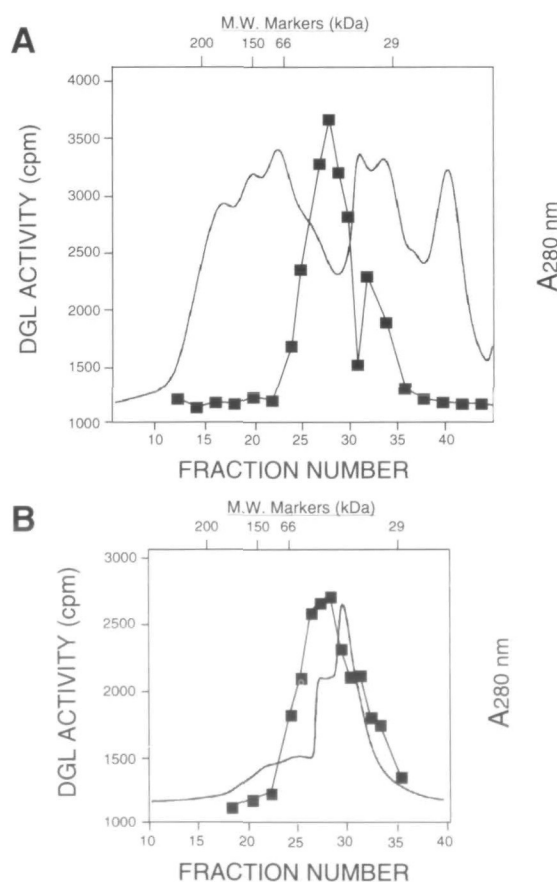 A
M.W. Markers (kDa)
200 150 66 29
4000
3500
3000
2500
2000
1500
1000
DGL ACTIVITY (cpm)
A280 nm
10 15 20 25 30 35 40
FRACTION NUMBER
B
M.W. Markers (kDa)
200 150 66 29
3000
2500
2000
1500
1000
DGL ACTIVITY (cpm)
A280 nm
10 15 20 25 30 35 40
FRACTION NUMBER